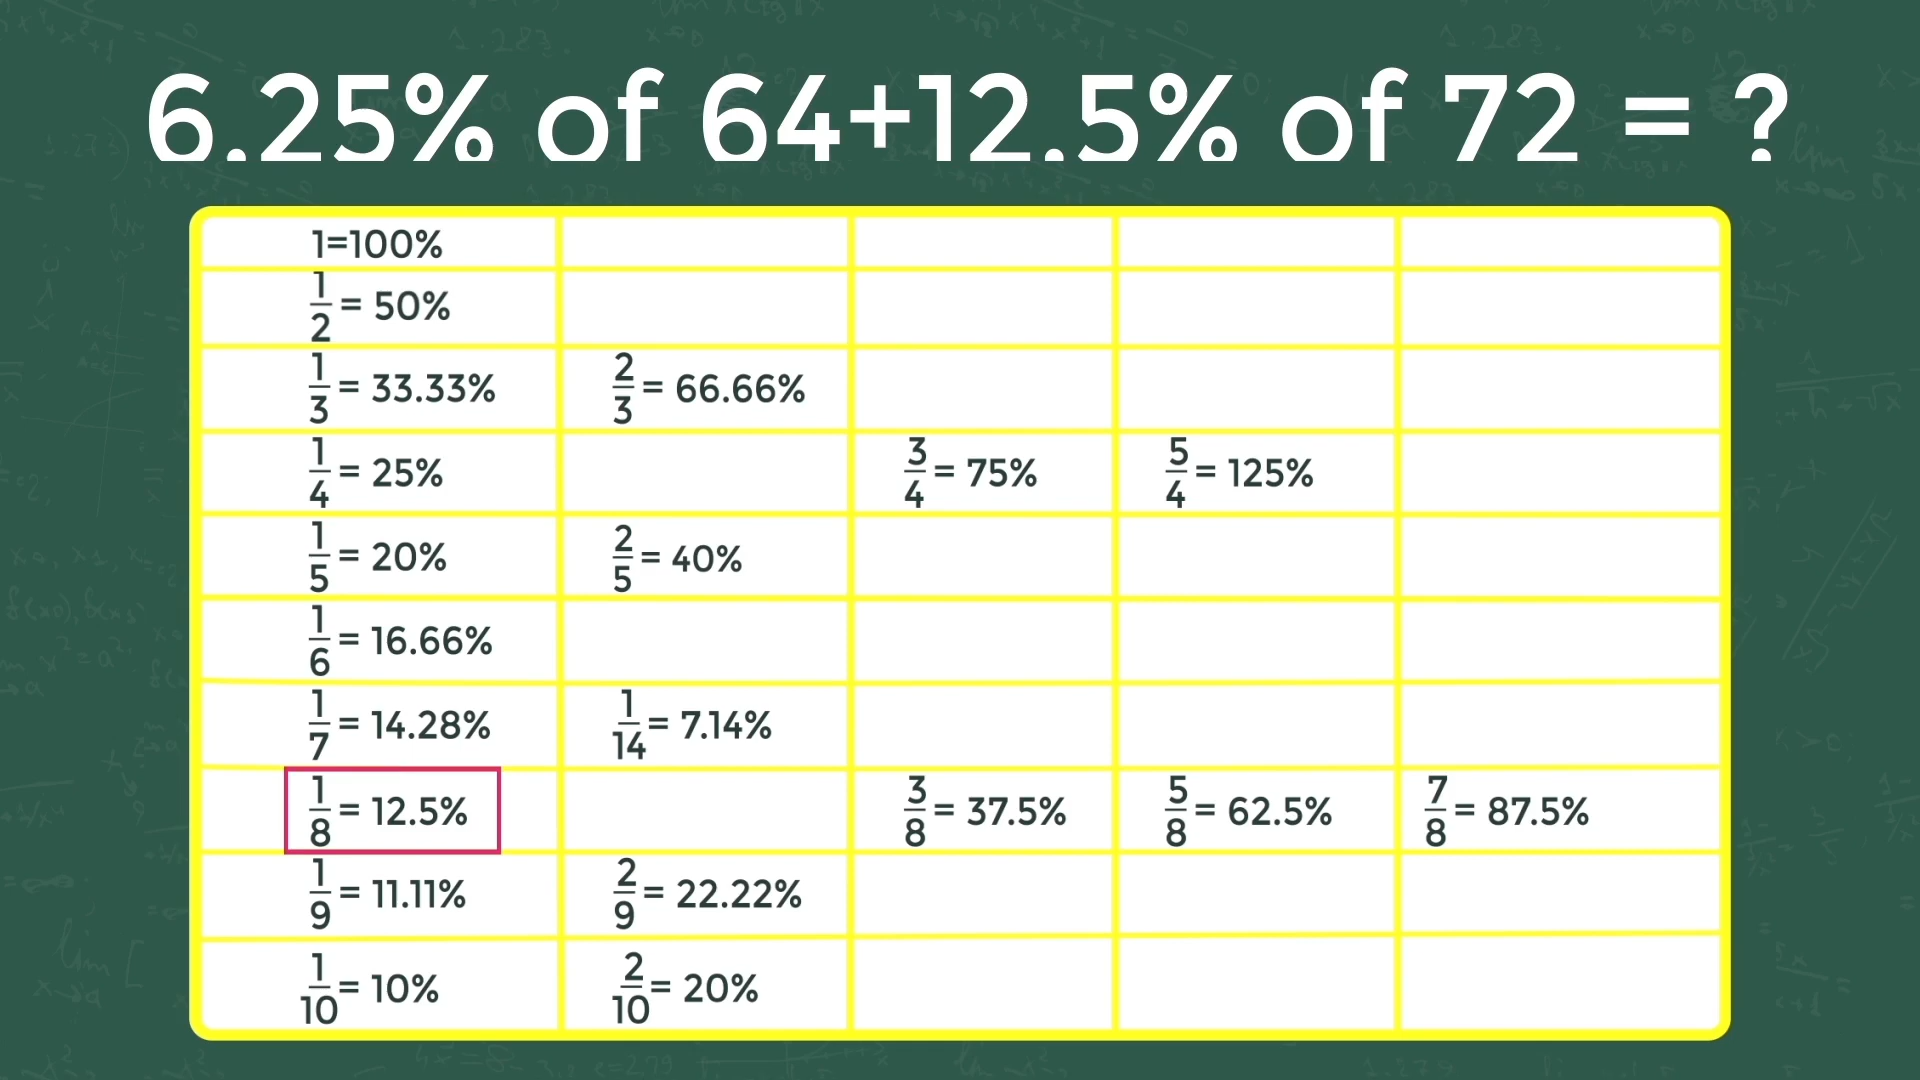 6.25% of 64+12.5% of 72 = ?
1=100%
1/2 = 50%
1/3 = 33.33% 2/3 = 66.66%
1/4 = 25% 3/4 = 75% 5/4 = 125%
1/5 = 20% 2/5 = 40%
1/6 = 16.66%
1/7 = 14.28% 1/14 = 7.14%
1/8 = 12.5% 3/8 = 37.5% 5/8 = 62.5% 7/8 = 87.5%
1/9 = 11.11% 2/9 = 22.22%
1/10 = 10% 2/10 = 20%